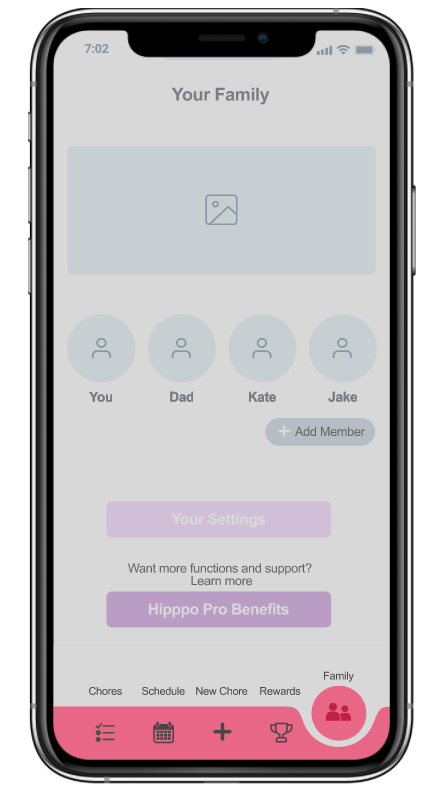 7:02
Your Family
You
Dad
Kate
Jake
+ Add Member
Your Settings
Want more functions and support?
Learn more
Hipppo Pro Benefits
Family
Chores
Schedule
New Chore
Rewards